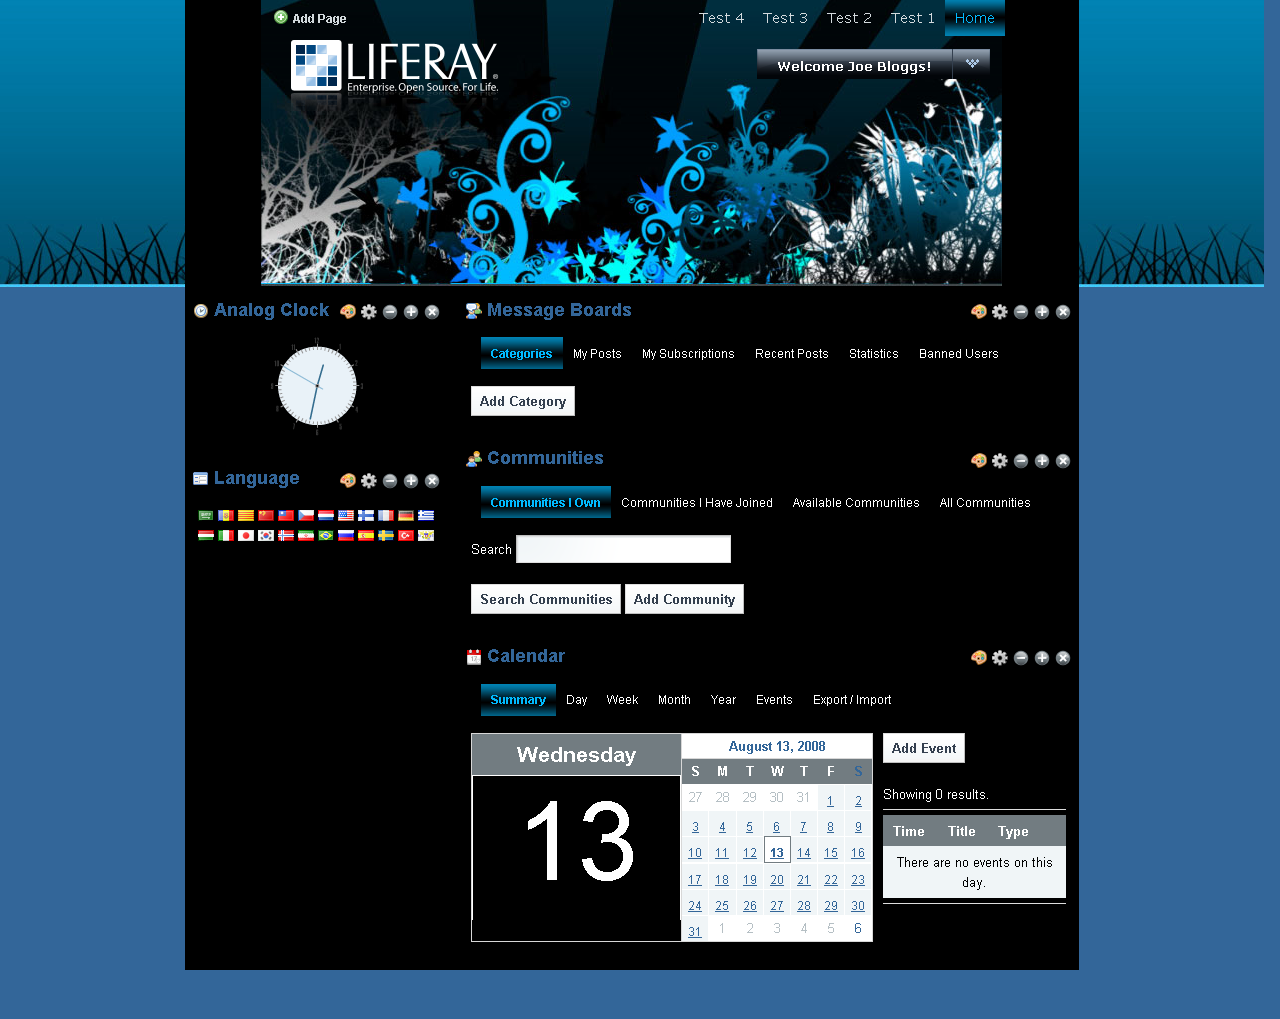 Add Page
Test 4 Test 3 Test 2 Test 1 Home
LIFERAY®
Enterprise. Open Source. For Life.
Welcome Joe Bloggs!
Analog Clock
Language
Message Boards
Categories My Posts My Subscriptions Recent Posts Statistics Banned Users
Add Category
Communities
Communities I Own Communities I Have Joined Available Communities All Communities
Search
Search Communities Add Community
Calendar
Summary Day Week Month Year Events Export / Import
Wednesday
13
August 13, 2008
S M T W T F S
27 28 29 30 31 1 2
3 4 5 6 7 8 9
10 11 12 13 14 15 16
17 18 19 20 21 22 23
24 25 26 27 28 29 30
31 1 2 3 4 5 6
Add Event
Showing 0 results.
Time Title Type
There are no events on this
day.